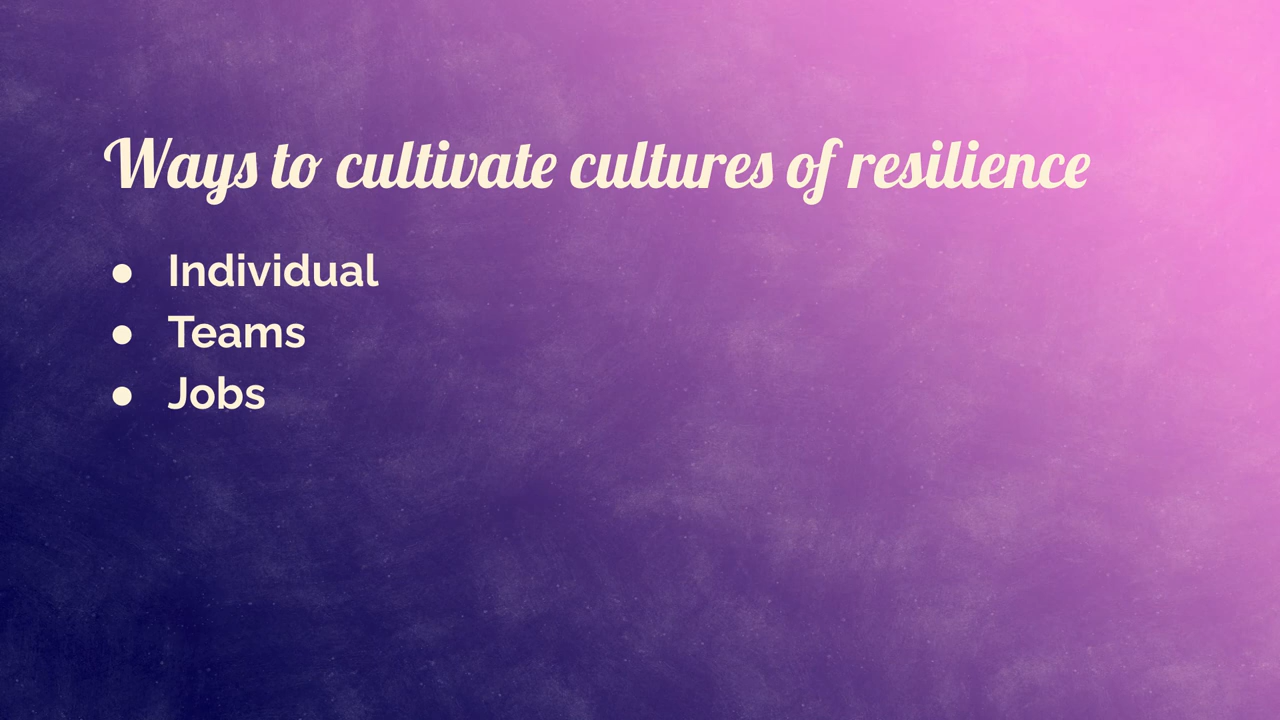 Ways to cultivate cultures of resilience
● Individual
● Teams
● Jobs